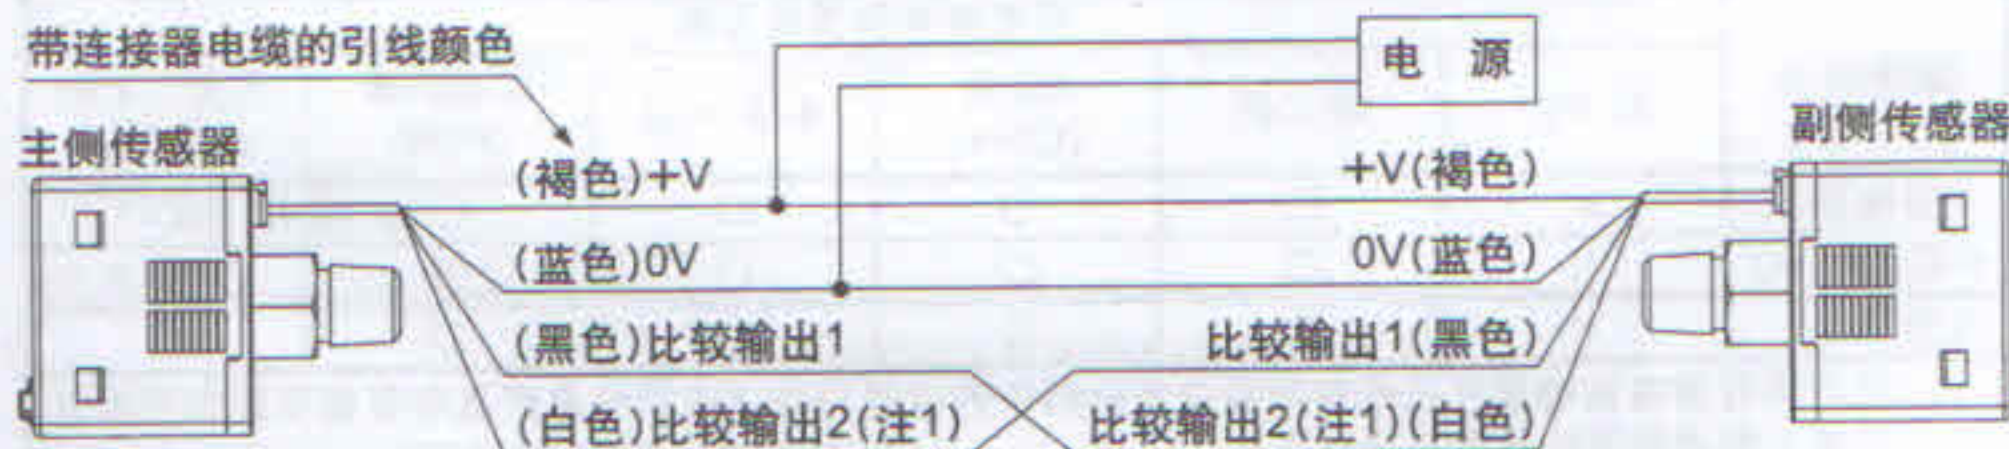 带连接器电缆的引线颜色
电 源
主侧传感器
副侧传感器
(褐色)+V
+V(褐色)
(蓝色)0V
0V(蓝色)
(黑色)比较输出1
比较输出1(黑色)
(白色)比较输出2(注1)
比较输出2(注1)(白色)